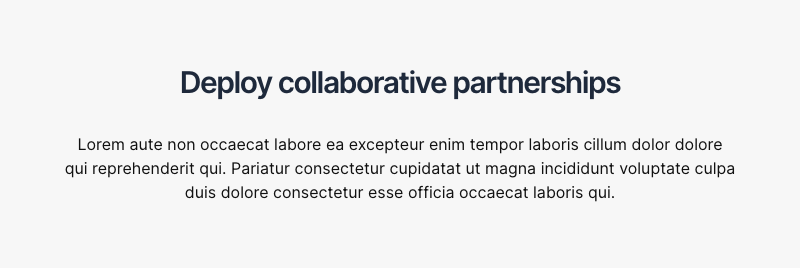 Deploy collaborative partnerships
Lorem aute non occaecat labore ea excepteur enim tempor laboris cillum dolor dolore
qui reprehenderit qui. Pariatur consectetur cupidatat ut magna incididunt voluptate culpa
duis dolore consectetur esse officia occaecat laboris qui.